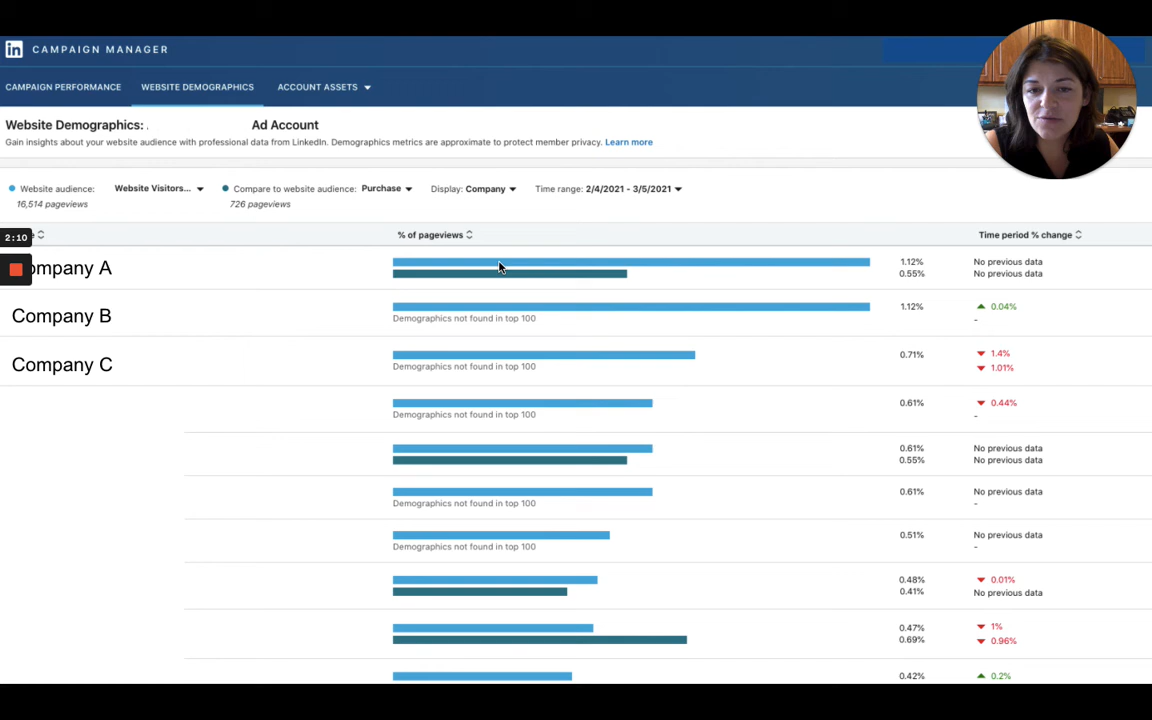 in CAMPAIGN MANAGER
CAMPAIGN PERFORMANCE WEBSITE DEMOGRAPHICS ACCOUNT ASSETS
Website Demographics: Ad Account
Gain insights about your website audience with professional data from LinkedIn. Demographics metrics are approximate to protect member privacy. Learn more
Website audience: Website Visitors... Compare to website audience: Purchase Display: Company Time range: 2/4/2021 - 3/5/2021
16,514 pageviews 726 pageviews
2:10
% of pageviews Time period % change
ompany A
1.12% No previous data
0.55% No previous data
Company B
1.12% 0.04%
Demographics not found in top 100 -
Company C
0.71% 1.4%
Demographics not found in top 100 1.01%
0.61% 0.44%
Demographics not found in top 100 -
0.61% No previous data
0.55% No previous data
0.61% No previous data
Demographics not found in top 100 -
0.51% No previous data
Demographics not found in top 100 -
0.48% 0.01%
0.41% No previous data
0.47% 1%
0.69% 0.96%
0.42% 0.2%